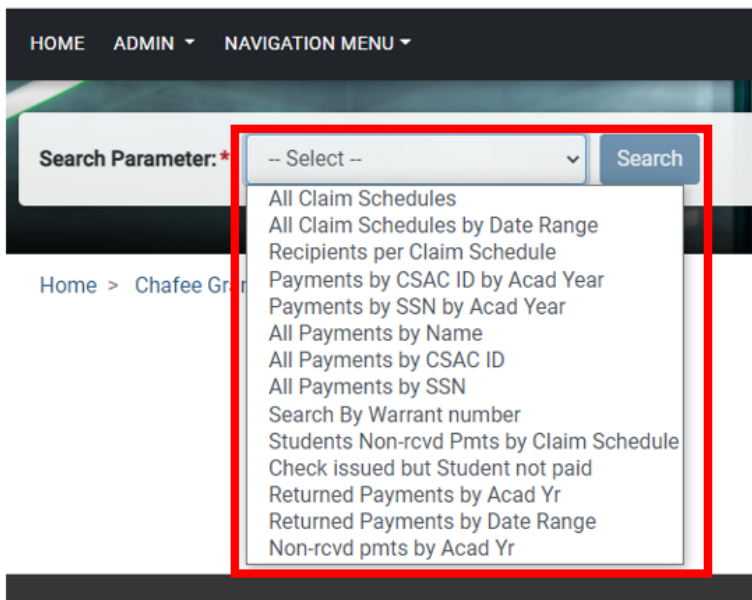 HOME ADMIN NAVIGATION MENU
Search Parameter:* -- Select -- Search
All Claim Schedules
All Claim Schedules by Date Range
Recipients per Claim Schedule
Home > Chafee Gra
Payments by CSAC ID by Acad Year
Payments by SSN by Acad Year
All Payments by Name
All Payments by CSAC ID
All Payments by SSN
Search By Warrant number
Students Non-rcvd Pmts by Claim Schedule
Check issued but Student not paid
Returned Payments by Acad Yr
Returned Payments by Date Range
Non-rcvd pmts by Acad Yr